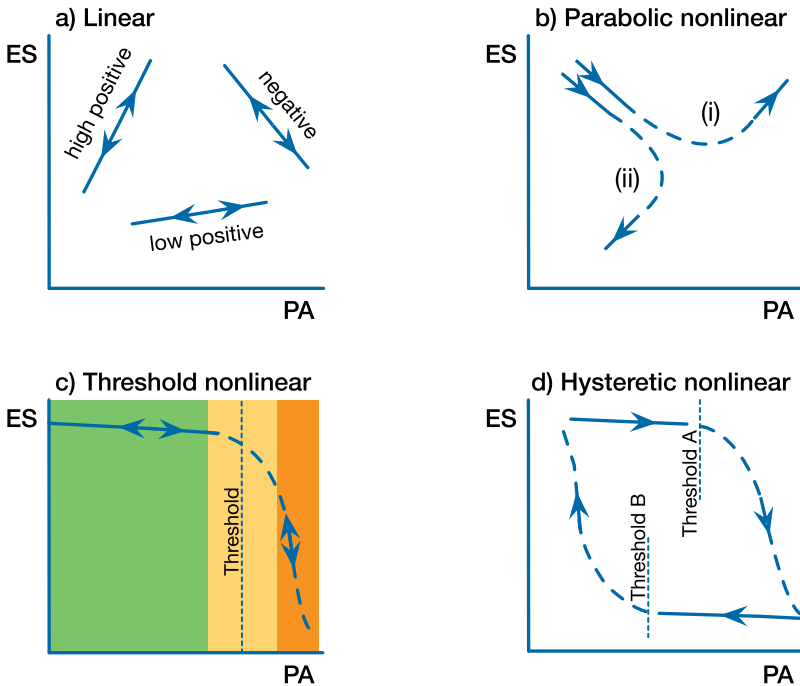 a) Linear
ES
high positive
negative
low positive
PA
b) Parabolic nonlinear
ES
(i)
(ii)
PA
c) Threshold nonlinear
ES
Threshold
PA
d) Hysteretic nonlinear
ES
Threshold A
Threshold B
PA